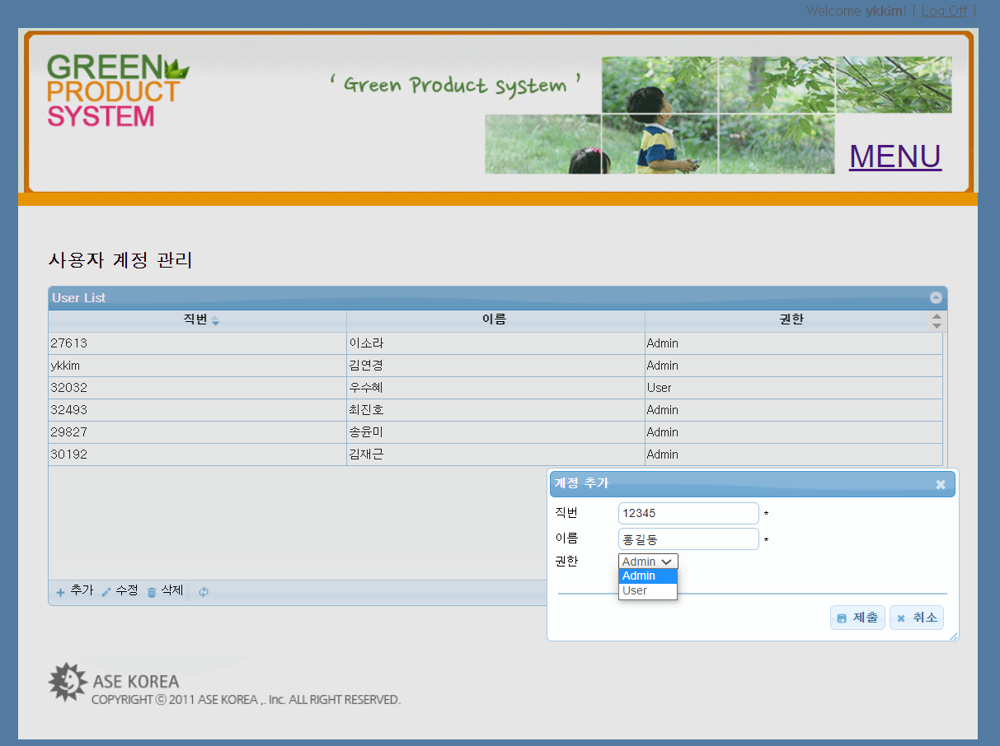 Welcome ykkim! [ Log Off ]
GREEN
PRODUCT
SYSTEM
‘ Green Product system ’
MENU
사용자 계정 관리
User List
직번 이름 권한
27613 이소라 Admin
ykkim 김연경 Admin
32032 우수혜 User
32493 최진호 Admin
29827 송윤미 Admin
30192 김재근 Admin
추가 수정 삭제
계정 추가
직번 12345 *
이름 홍길동 *
권한 Admin
Admin
User
제출 취소
ASE KOREA
COPYRIGHT ⓒ 2011 ASE KOREA ,. Inc. ALL RIGHT RESERVED.